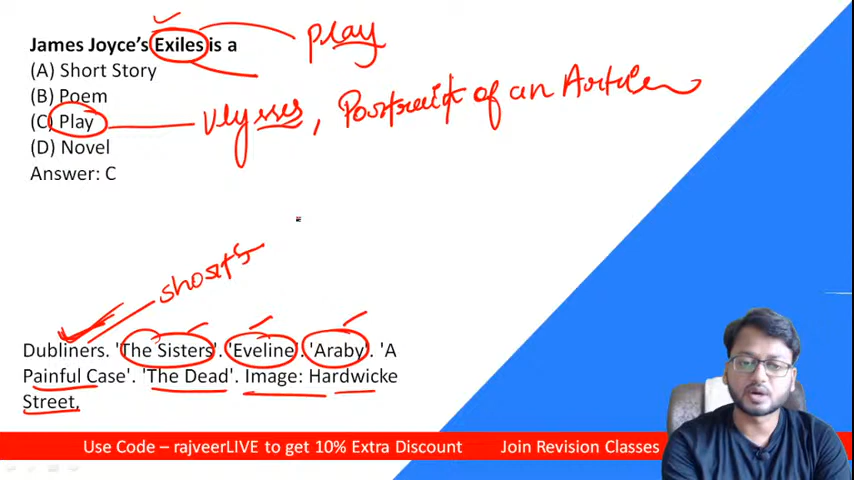 James Joyce's Exiles is a
play
(A) Short Story
(B) Poem
(C) Play
Ulysses, Portrait of an Artist
(D) Novel
Answer: C
short s
Dubliners. 'The Sisters'. 'Eveline'. 'Araby'. 'A
Painful Case'. 'The Dead'. Image: Hardwicke
Street,
Use Code – rajveerLIVE to get 10% Extra Discount
Join Revision Classes